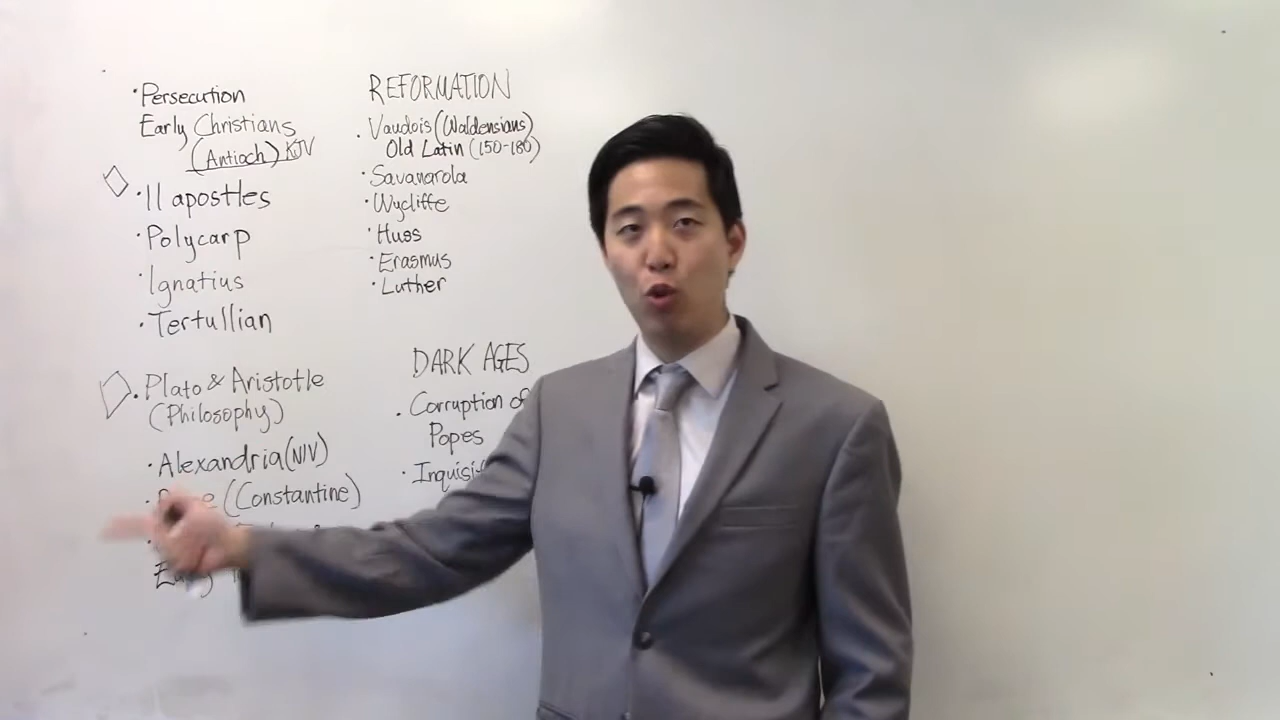 · Persecution
Early Christians
(Antioch) KJV
· 11 apostles
· Polycarp
· Ignatius
· Tertullian
· Plato & Aristotle
(Philosophy)
· Alexandria (NIV)
(Constantine)
REFORMATION
· Vaudois (Waldensians)
Old Latin (150-180)
· Savanarola
· Wycliffe
· Huss
· Erasmus
· Luther
DARK AGES
· Corruption of
Popes